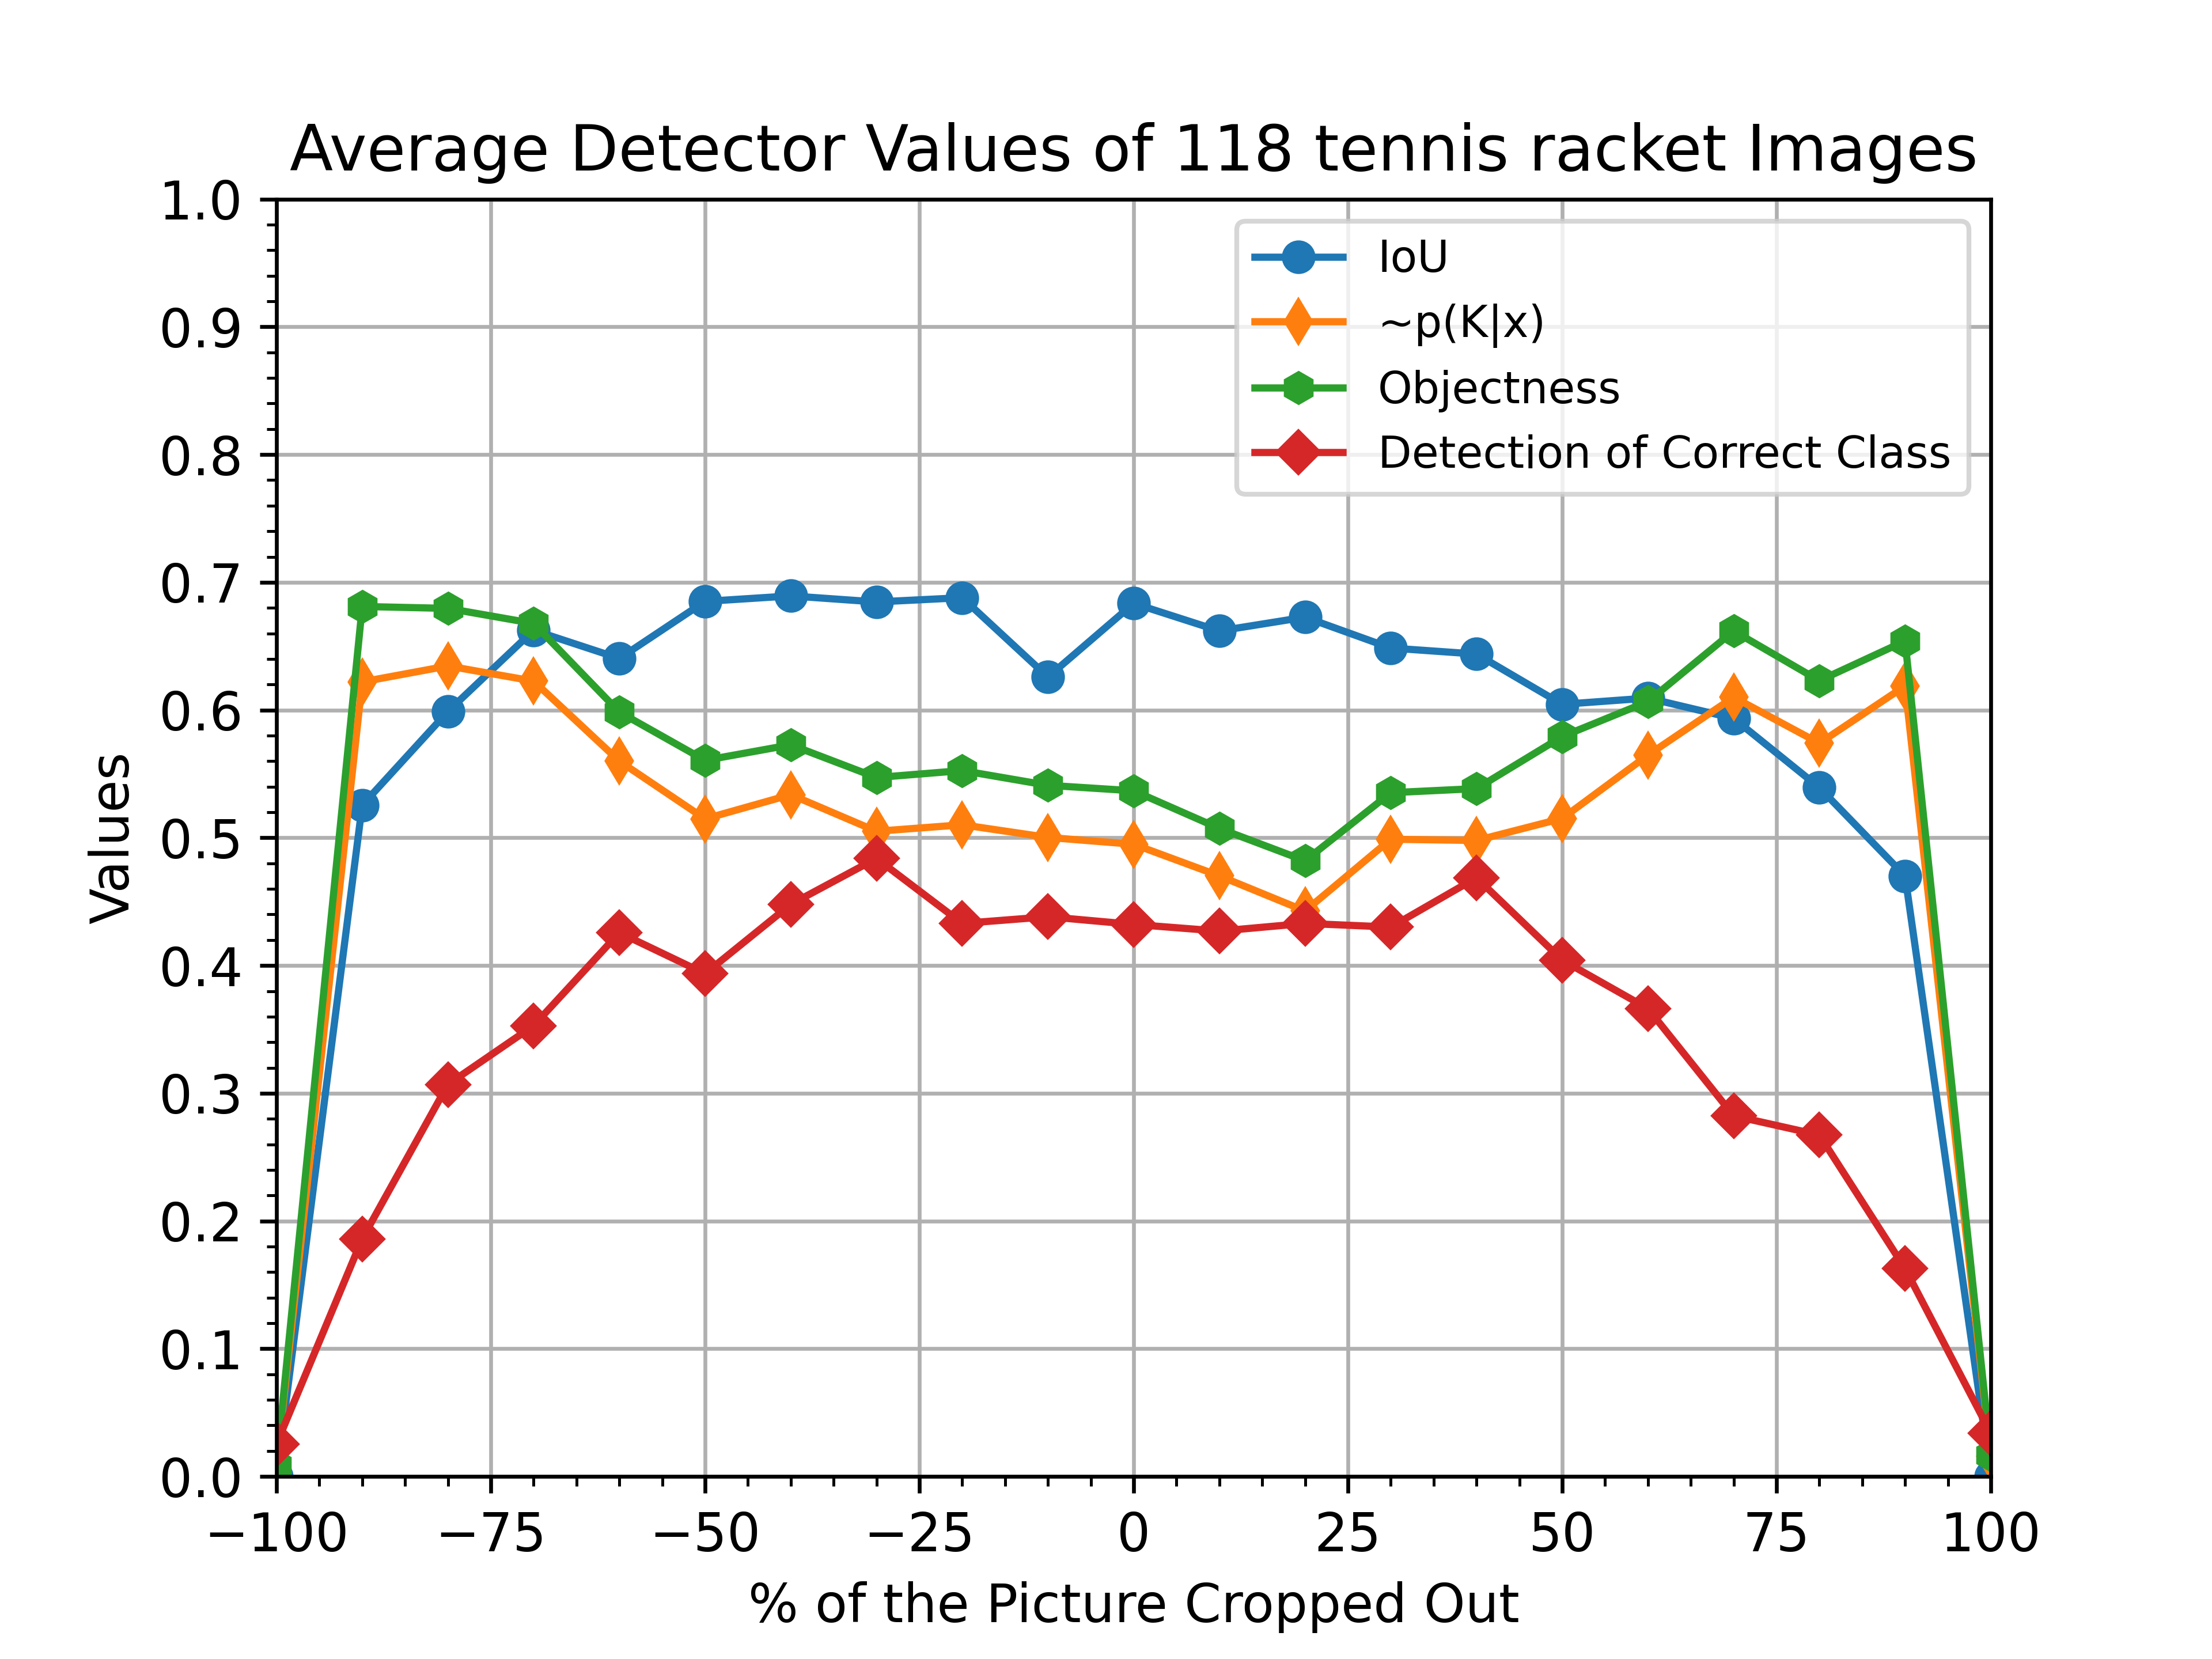 Average Detector Values of 118 tennis racket Images
1.0
0.9
0.8
0.7
0.6
0.5
0.4
0.3
0.2
0.1
0.0
Values
IoU
~p(K|x)
Objectness
Detection of Correct Class
−100 −75 −50 −25 0 25 50 75 100
% of the Picture Cropped Out